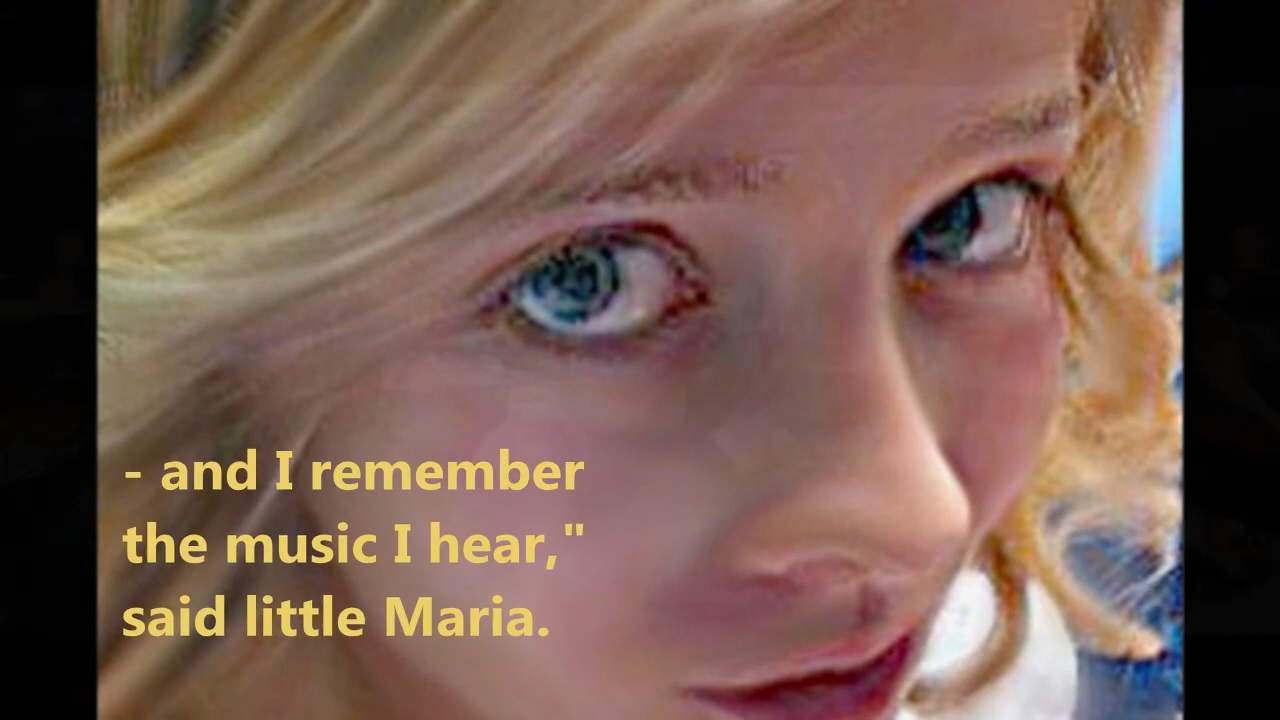 - and I remember
the music I hear,"
said little Maria.